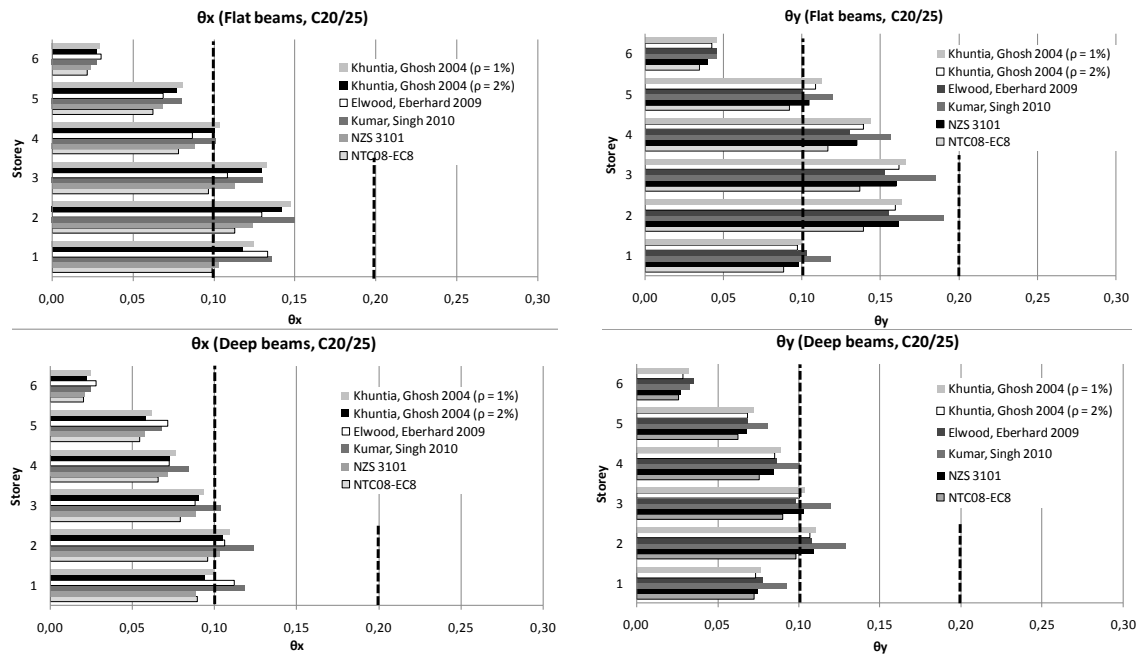 θx (Flat beams, C20/25)
Storey
6
5
4
3
2
1
Khuntia, Ghosh 2004 (ρ = 1%)
Khuntia, Ghosh 2004 (ρ = 2%)
Elwood, Eberhard 2009
Kumar, Singh 2010
NZS 3101
NTC08-EC8
0,00 0,05 0,10 0,15 0,20 0,25 0,30
θx
θy (Flat beams, C20/25)
Storey
6
5
4
3
2
1
Khuntia, Ghosh 2004 (ρ = 1%)
Khuntia, Ghosh 2004 (ρ = 2%)
Elwood, Eberhard 2009
Kumar, Singh 2010
NZS 3101
NTC08-EC8
0,00 0,05 0,10 0,15 0,20 0,25 0,30
θy
θx (Deep beams, C20/25)
Storey
6
5
4
3
2
1
Khuntia, Ghosh 2004 (ρ = 1%)
Khuntia, Ghosh 2004 (ρ = 2%)
Elwood, Eberhard 2009
Kumar, Singh 2010
NZS 3101
NTC08-EC8
0,00 0,05 0,10 0,15 0,20 0,25 0,30
θx
θy (Deep beams, C20/25)
Storey
6
5
4
3
2
1
Khuntia, Ghosh 2004 (ρ = 1%)
Khuntia, Ghosh 2004 (ρ = 2%)
Elwood, Eberhard 2009
Kumar, Singh 2010
NZS 3101
NTC08-EC8
0,00 0,05 0,10 0,15 0,20 0,25 0,30
θy